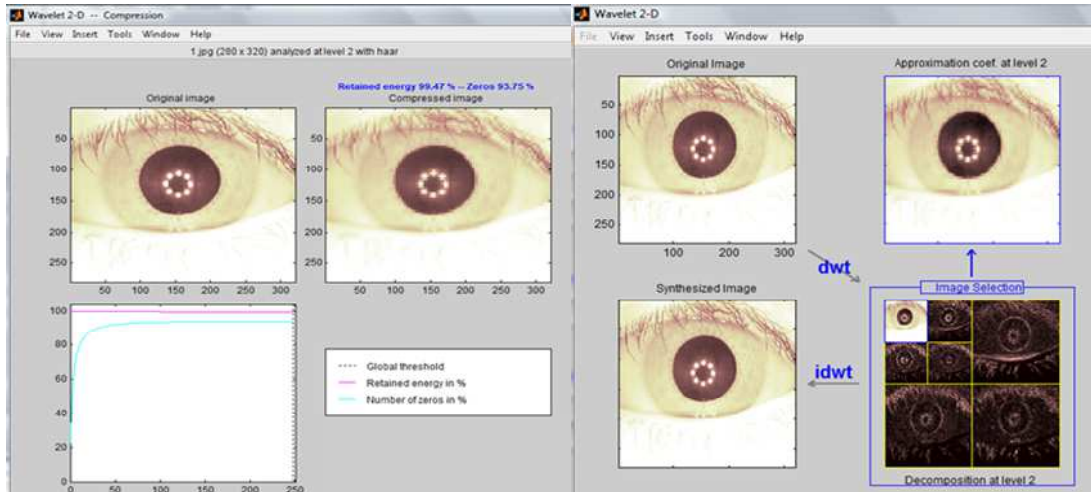 Wavelet 2-D -- Compression
File View Insert Tools Window Help
1.jpg (280 x 320) analyzed at level 2 with haar
Retained energy 99.47 % -- Zeros 93.75 %
Original image
Compressed image
50
100
150
200
250
50 100 150 200 250 300
50 100 150 200 250 300
100
80
60
40
20
0
0 50 100 150 200 250
Global threshold
Retained energy in %
Number of zeros in %
Wavelet 2-D
File View Insert Tools Window Help
Original Image
Approximation coef. at level 2
50
100
150
200
250
100 200 300
dwt
Image Selection
Synthesized Image
idwt
Decomposition at level 2